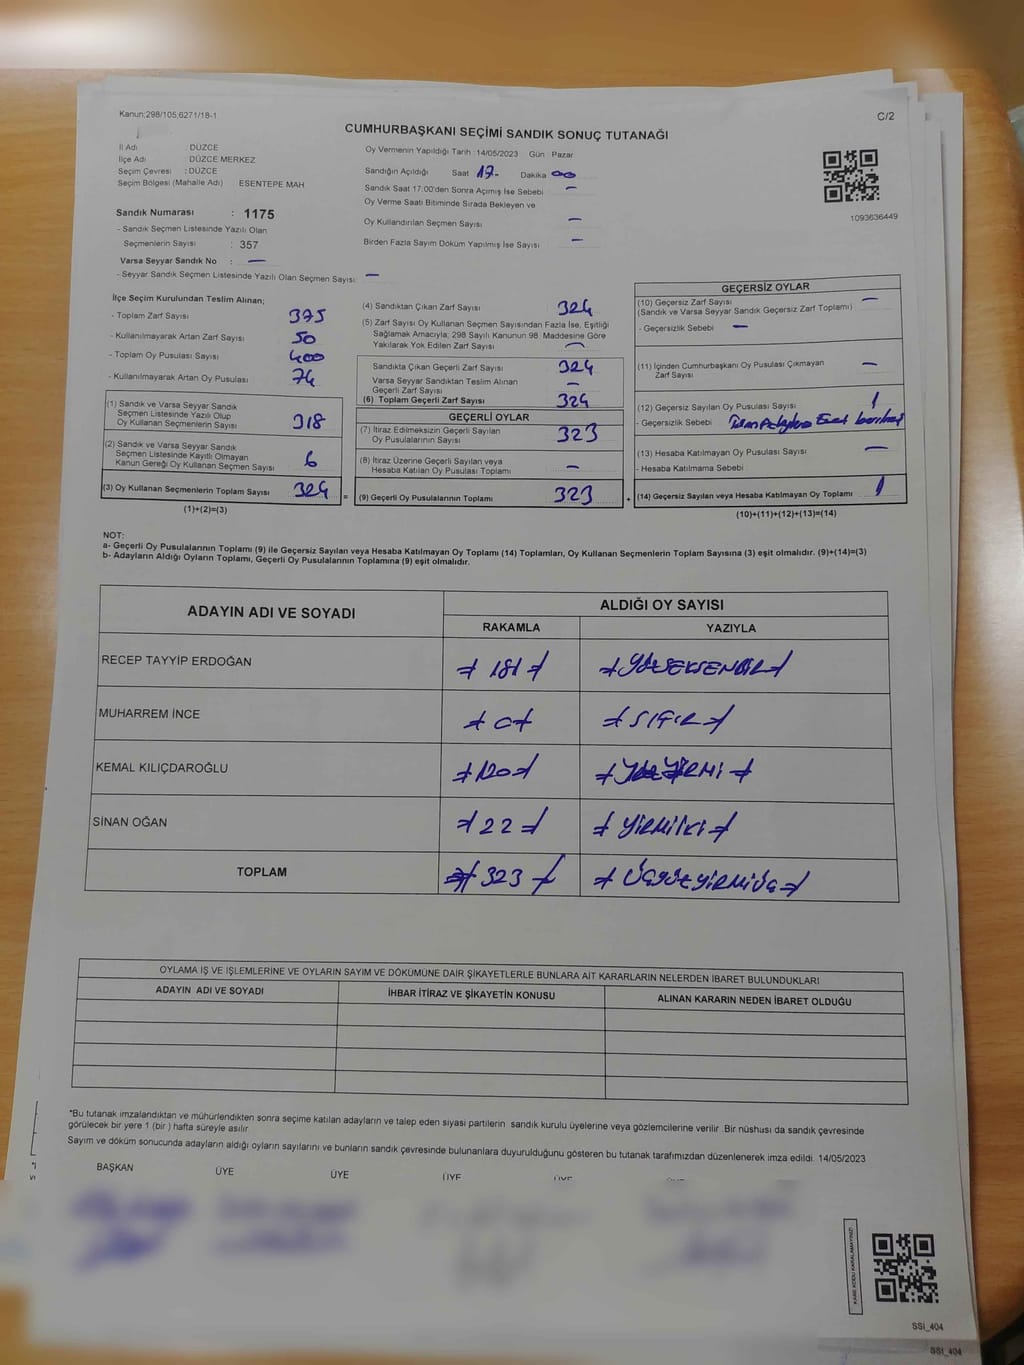 Kanun;298/105,6271/18-1
C/2
CUMHURBAŞKANI SEÇİMİ SANDIK SONUÇ TUTANAĞI
İl Adı DÜZCE
İlçe Adı DÜZCE MERKEZ
Seçim Çevresi : DÜZCE
Seçim Bölgesi (Mahalle Adı) ESENTEPE MAH
Oy Vermenin Yapıldığı Tarih :14/05/2023 Gün Pazar
Sandığın Açıldığı Saat 17- Dakika 00
Sandık Saat 17:00'den Sonra Açılmış İse Sebebi —
Oy Verme Saati Bitiminde Sırada Bekleyen ve
Oy Kullandırılan Seçmen Sayısı —
Birden Fazla Sayım Döküm Yapılmış İse Sayısı —
1093636449
Sandık Numarası : 1175
- Sandık Seçmen Listesinde Yazılı Olan
Seçmenlerin Sayısı : 357
Varsa Seyyar Sandık No : —
- Seyyar Sandık Seçmen Listesinde Yazılı Olan Seçmen Sayısı: —
İlçe Seçim Kurulundan Teslim Alınan;
- Toplam Zarf Sayısı 375
- Kullanılmayarak Artan Zarf Sayısı 50
- Toplam Oy Pusulası Sayısı 400
- Kullanılmayarak Artan Oy Pusulası 74
(1) Sandık ve Varsa Seyyar Sandık
Seçmen Listesinde Yazılı Olup
Oy Kullanan Seçmenlerin Sayısı 318
(2) Sandık ve Varsa Seyyar Sandık
Seçmen Listesinde Kayıtlı Olmayan
Kanun Gereği Oy Kullanan Seçmen Sayısı 6
(3) Oy Kullanan Seçmenlerin Toplam Sayısı 324 =
(1)+(2)=(3)
(4) Sandıktan Çıkan Zarf Sayısı 324
(5) Zarf Sayısı Oy Kullanan Seçmen Sayısından Fazla İse, Eşitliği
Sağlamak Amacıyla; 298 Sayılı Kanunun 98. Maddesine Göre
Yakılarak Yok Edilen Zarf Sayısı —
Sandıkta Çıkan Geçerli Zarf Sayısı 324
Varsa Seyyar Sandıktan Teslim Alınan
Geçerli Zarf Sayısı —
(6) Toplam Geçerli Zarf Sayısı 324
GEÇERLİ OYLAR
(7) İtiraz Edilmeksizin Geçerli Sayılan
Oy Pusulalarının Sayısı 323
(8) İtiraz Üzerine Geçerli Sayılan veya
Hesaba Katılan Oy Pusulası Toplamı —
(9) Geçerli Oy Pusulalarının Toplamı 323 +
GEÇERSİZ OYLAR
(10) Geçersiz Zarf Sayısı —
(Sandık ve Varsa Seyyar Sandık Geçersiz Zarf Toplamı)
- Geçersizlik Sebebi —
(11) İçinden Cumhurbaşkanı Oy Pusulası Çıkmayan
Zarf Sayısı —
(12) Geçersiz Sayılan Oy Pusulası Sayısı 1
- Geçersizlik Sebebi Evet
(13) Hesaba Katılmayan Oy Pusulası Sayısı —
- Hesaba Katılmama Sebebi
(14) Geçersiz Sayılan veya Hesaba Katılmayan Oy Toplamı 1
(10)+(11)+(12)+(13)=(14)
NOT:
a- Geçerli Oy Pusulalarının Toplamı (9) ile Geçersiz Sayılan veya Hesaba Katılmayan Oy Toplamı (14) Toplamları, Oy Kullanan Seçmenlerin Toplam Sayısına (3) eşit olmalıdır. (9)+(14)=(3)
b- Adayların Aldığı Oyların Toplamı, Geçerli Oy Pusulalarının Toplamına (9) eşit olmalıdır.
ADAYIN ADI VE SOYADI
ALDIĞI OY SAYISI
RAKAMLA YAZIYLA
RECEP TAYYİP ERDOĞAN 181 YÜZSEKSENBİR
MUHARREM İNCE 0 SIFIR
KEMAL KILIÇDAROĞLU 120 YÜZYİRMİ
SİNAN OĞAN 22 YİRMİİKİ
TOPLAM 323 ÜÇYÜZYİRMİÜÇ
OYLAMA İŞ VE İŞLEMLERİNE VE OYLARIN SAYIM VE DÖKÜMÜNE DAİR ŞİKAYETLERLE BUNLARA AİT KARARLARIN NELERDEN İBARET BULUNDUKLARI
ADAYIN ADI VE SOYADI İHBAR İTİRAZ VE ŞİKAYETİN KONUSU ALINAN KARARIN NEDEN İBARET OLDUĞU
*Bu tutanak imzalandıktan ve mühürlendikten sonra seçime katılan adayların ve talep eden siyasi partilerin sandık kurulu üyelerine veya gözlemcilerine verilir .Bir nüshusı da sandık çevresinde
görülecek bir yere 1 (bir ) hafta süreyle asılır.
Sayım ve döküm sonucunda adayların aldığı oyların sayılarını ve bunların sandık çevresinde bulunanlara duyurulduğunu gösteren bu tutanak tarafımızdan düzenlenerek imza edildi. 14/05/2023
BAŞKAN ÜYE ÜYE ÜYE ÜYE ÜYE
KARE KODU KARALAMAYINIZ!
SSİ_404
SSİ_404